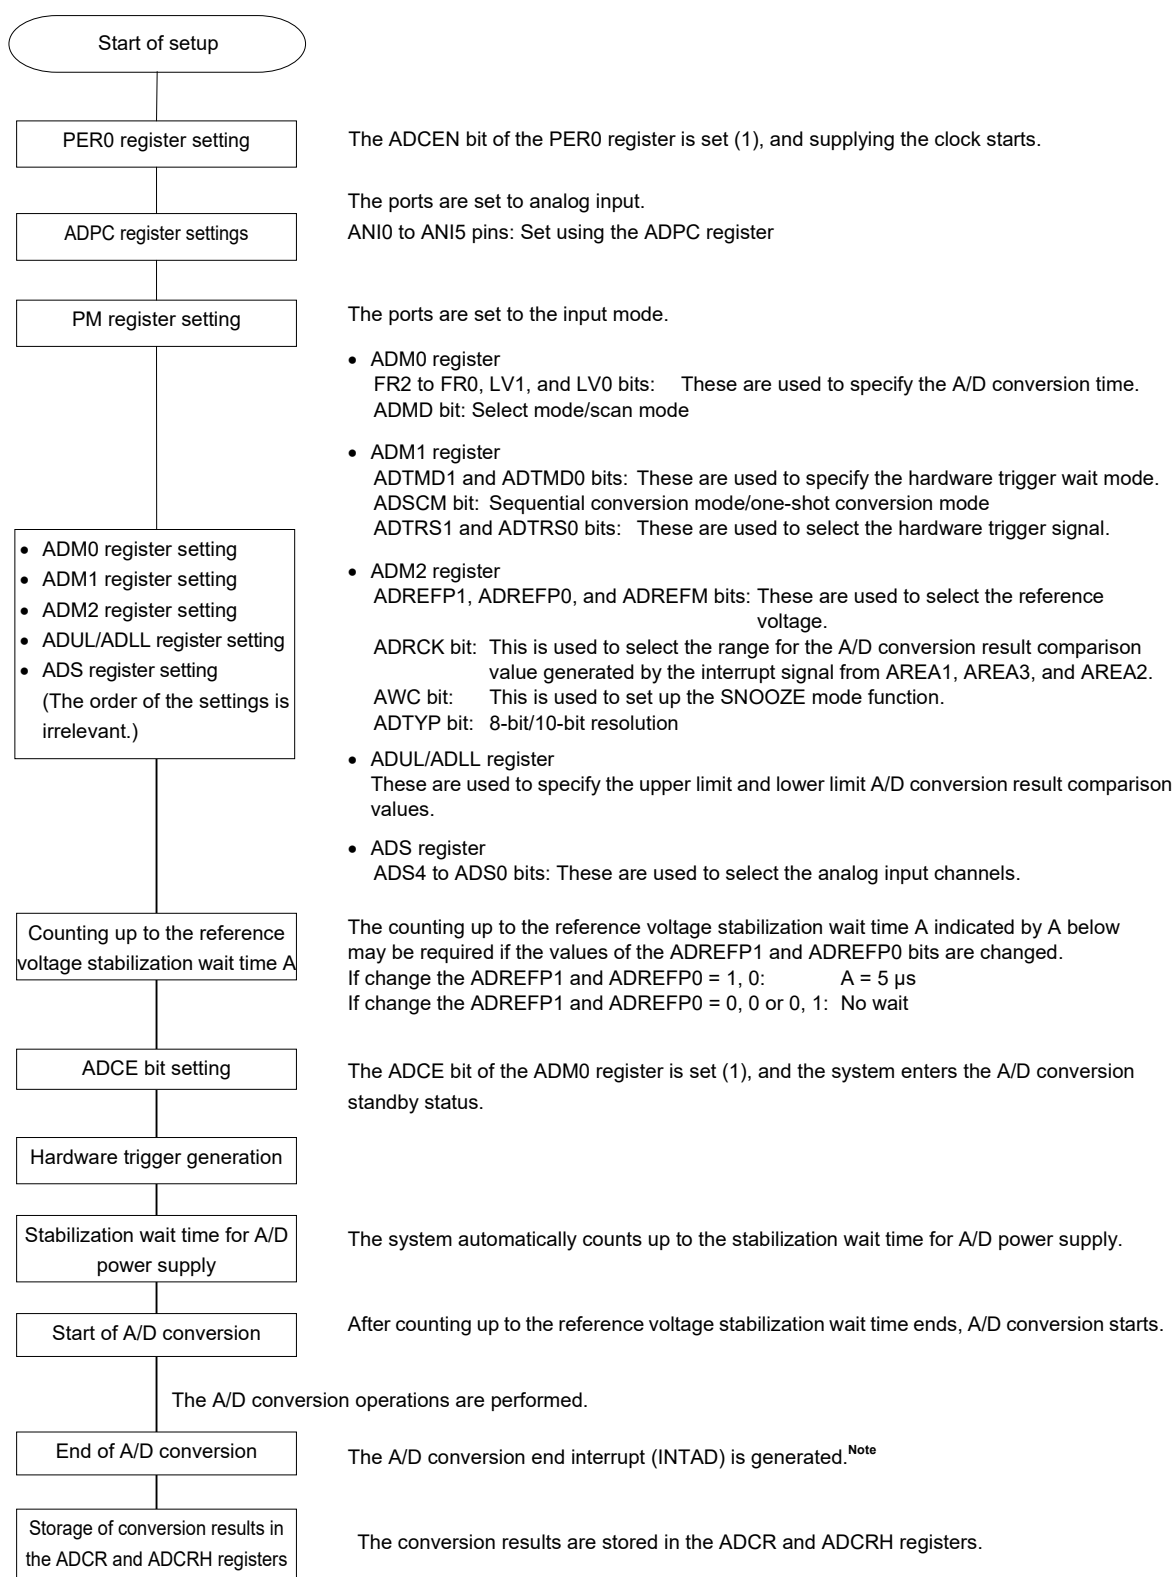 Start of setup
PER0 register setting
The ADCEN bit of the PER0 register is set (1), and supplying the clock starts.
The ports are set to analog input.
ADPC register settings
ANI0 to ANI5 pins: Set using the ADPC register
PM register setting
The ports are set to the input mode.
• ADM0 register
FR2 to FR0, LV1, and LV0 bits: These are used to specify the A/D conversion time.
ADMD bit: Select mode/scan mode
• ADM1 register
ADTMD1 and ADTMD0 bits: These are used to specify the hardware trigger wait mode.
ADSCM bit: Sequential conversion mode/one-shot conversion mode
ADTRS1 and ADTRS0 bits: These are used to select the hardware trigger signal.
• ADM0 register setting
• ADM1 register setting
• ADM2 register setting
• ADUL/ADLL register setting
• ADS register setting
(The order of the settings is
irrelevant.)
• ADM2 register
ADREFP1, ADREFP0, and ADREFM bits: These are used to select the reference
voltage.
ADRCK bit: This is used to select the range for the A/D conversion result comparison
value generated by the interrupt signal from AREA1, AREA3, and AREA2.
AWC bit: This is used to set up the SNOOZE mode function.
ADTYP bit: 8-bit/10-bit resolution
• ADUL/ADLL register
These are used to specify the upper limit and lower limit A/D conversion result comparison
values.
• ADS register
ADS4 to ADS0 bits: These are used to select the analog input channels.
Counting up to the reference
voltage stabilization wait time A
The counting up to the reference voltage stabilization wait time A indicated by A below
may be required if the values of the ADREFP1 and ADREFP0 bits are changed.
If change the ADREFP1 and ADREFP0 = 1, 0: A = 5 µs
If change the ADREFP1 and ADREFP0 = 0, 0 or 0, 1: No wait
ADCE bit setting
The ADCE bit of the ADM0 register is set (1), and the system enters the A/D conversion
standby status.
Hardware trigger generation
Stabilization wait time for A/D
power supply
The system automatically counts up to the stabilization wait time for A/D power supply.
Start of A/D conversion
After counting up to the reference voltage stabilization wait time ends, A/D conversion starts.
The A/D conversion operations are performed.
End of A/D conversion
The A/D conversion end interrupt (INTAD) is generated.Note
Storage of conversion results in
the ADCR and ADCRH registers
The conversion results are stored in the ADCR and ADCRH registers.